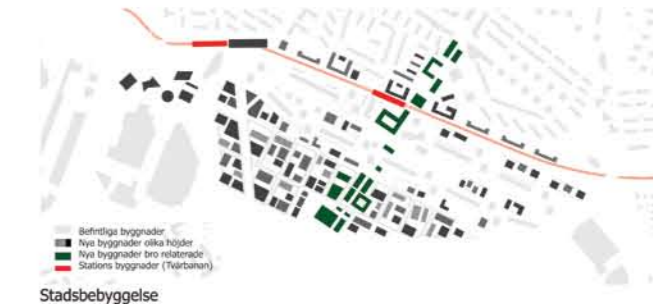 Befintliga byggnader
Nya byggnader olika höjder
Nya byggnader bro relaterade
Stations byggnader (Tvärbanan)
Stadsbebyggelse